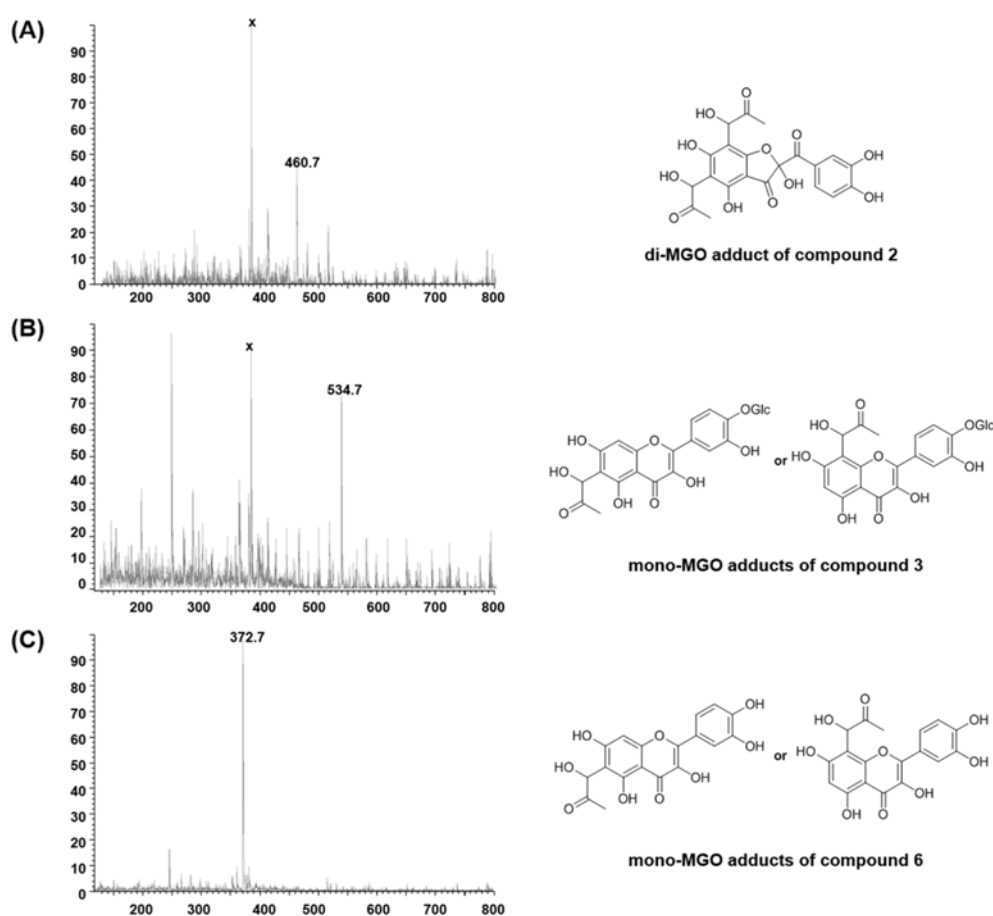 (A)
x
460.7
90
80
70
60
50
40
30
20
10
0
200 300 400 500 600 700 800
O
HO
O
HO
O
OH
HO
OH
OH
O
O
OH
di-MGO adduct of compound 2
(B)
x
534.7
90
80
70
60
50
40
30
20
10
0
200 300 400 500 600 700 800
OGlc
OH
HO
O
HO
OH
O
OH
O
or
O
HO
OGlc
OH
HO
O
OH
OH
O
mono-MGO adducts of compound 3
(C)
372.7
90
80
70
60
50
40
30
20
10
0
200 300 400 500 600 700 800
OH
OH
HO
O
HO
OH
O
OH
O
or
O
HO
OH
OH
HO
O
OH
OH
O
mono-MGO adducts of compound 6